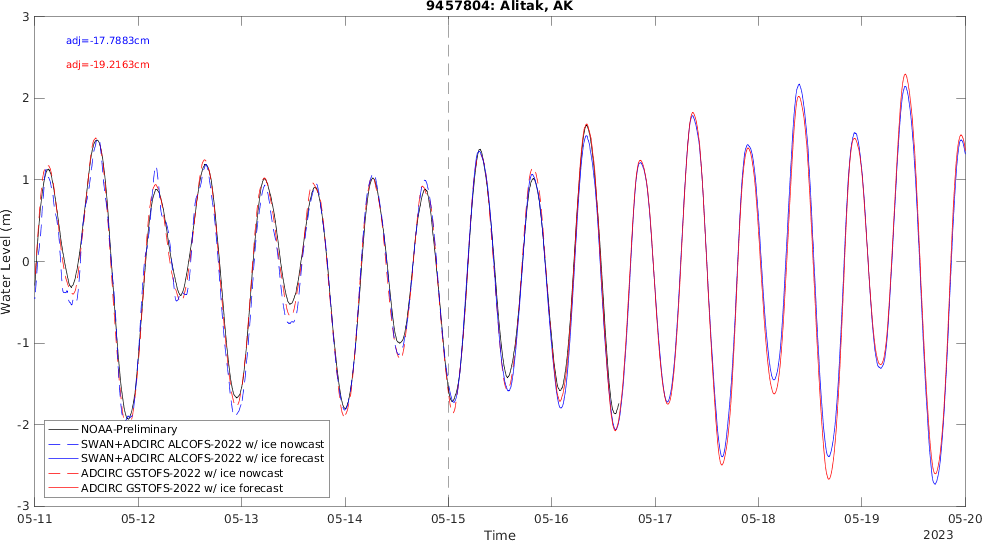 9457804: Alitak, AK
adj=-17.7883cm
adj=-19.2163cm
Water Level (m)
3
2
1
0
-1
-2
-3
NOAA-Preliminary
SWAN+ADCIRC ALCOFS-2022 w/ ice nowcast
SWAN+ADCIRC ALCOFS-2022 w/ ice forecast
ADCIRC GSTOFS-2022 w/ ice nowcast
ADCIRC GSTOFS-2022 w/ ice forecast
05-11 05-12 05-13 05-14 05-15 05-16 05-17 05-18 05-19 05-20
Time
2023